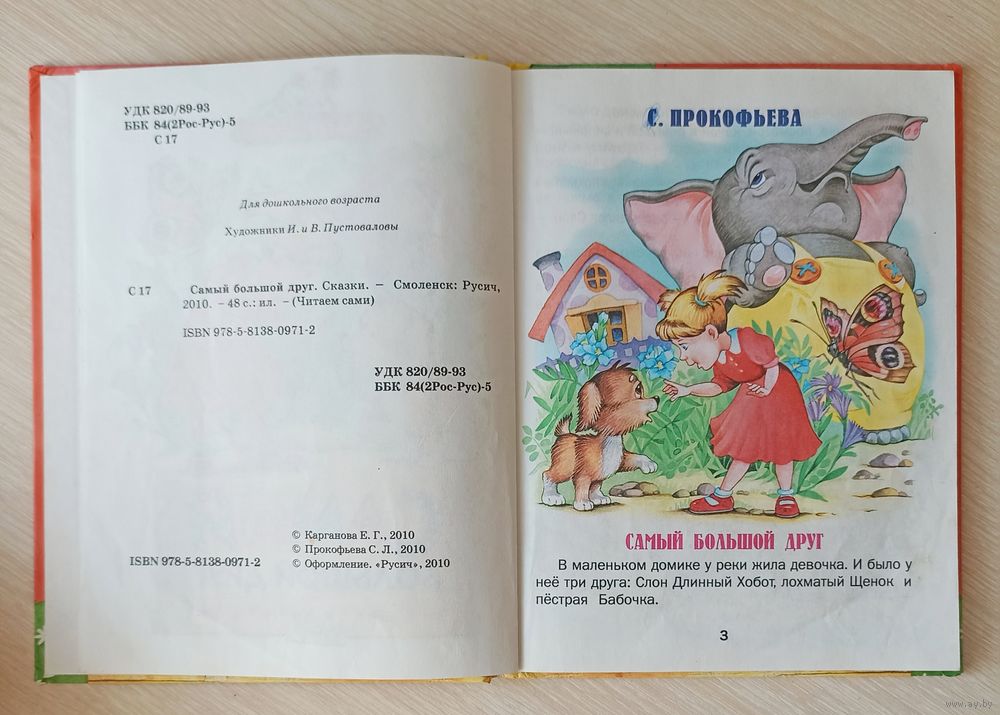 УДК 820/89-93
ББК 84(2Рос-Рус)-5
С 17
Для дошкольного возраста
Художники И. и В. Пустоваловы
С 17 Самый большой друг. Сказки. — Смоленск: Русич,
2010. – 48 с.: ил. – (Читаем сами)
ISBN 978-5-8138-0971-2
УДК 820/89-93
ББК 84(2Рос-Рус)-5
© Карганова Е. Г., 2010
© Прокофьева С. Л., 2010
ISBN 978-5-8138-0971-2 © Оформление. «Русич», 2010
С. ПРОКОФЬЕВА
САМЫЙ БОЛЬШОЙ ДРУГ
В маленьком домике у реки жила девочка. И было у
неё три друга: Слон Длинный Хобот, лохматый Щенок и
пёстрая Бабочка.
3
www.ay.by